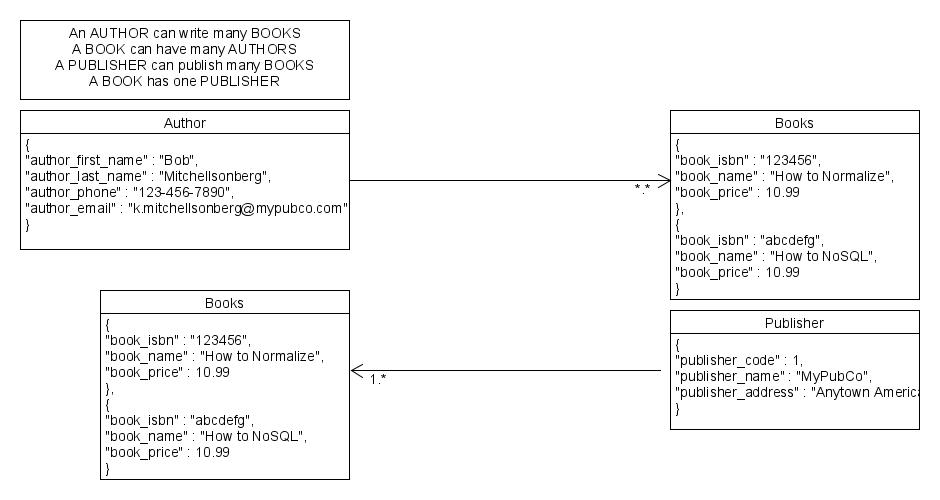 An AUTHOR can write many BOOKS
A BOOK can have many AUTHORS
A PUBLISHER can publish many BOOKS
A BOOK has one PUBLISHER
Author
{
"author_first_name" : "Bob",
"author_last_name" : "Mitchellsonberg",
"author_phone" : "123-456-7890",
"author_email" : "k.mitchellsonberg@mypubco.com"
}
*.*
Books
{
"book_isbn" : "123456",
"book_name" : "How to Normalize",
"book_price" : 10.99
},
{
"book_isbn" : "abcdefg",
"book_name" : "How to NoSQL",
"book_price" : 10.99
}
Books
{
"book_isbn" : "123456",
"book_name" : "How to Normalize",
"book_price" : 10.99
},
{
"book_isbn" : "abcdefg",
"book_name" : "How to NoSQL",
"book_price" : 10.99
}
1.*
Publisher
{
"publisher_code" : 1,
"publisher_name" : "MyPubCo",
"publisher_address" : "Anytown America
}